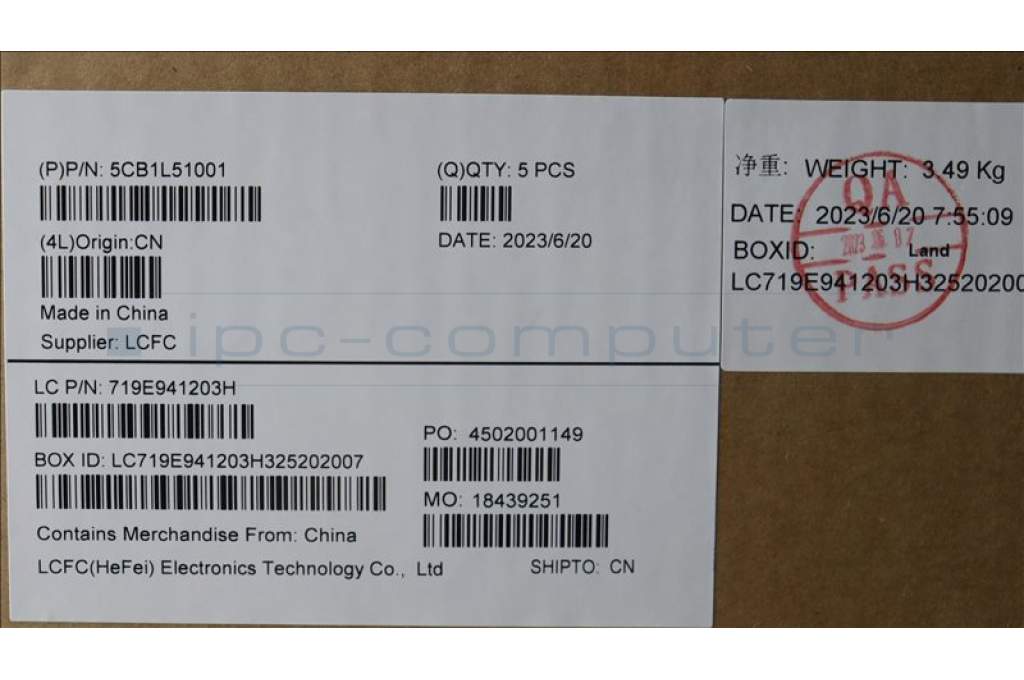 (P)P/N: 5CB1L51001
(Q)QTY: 5 PCS
(4L)Origin:CN
DATE: 2023/6/20
Made in China
Supplier: LCFC
LC P/N: 719E941203H
PO: 4502001149
BOX ID: LC719E941203H325202007
MO: 18439251
Contains Merchandise From: China
LCFC(HeFei) Electronics Technology Co., Ltd
SHIPTO: CN
净重: WEIGHT: 3.49 Kg
DATE: 2023/6/20 7:55:09
BOXID: Land
LC719E941203H32520200
QA
PASS
ipc-computer